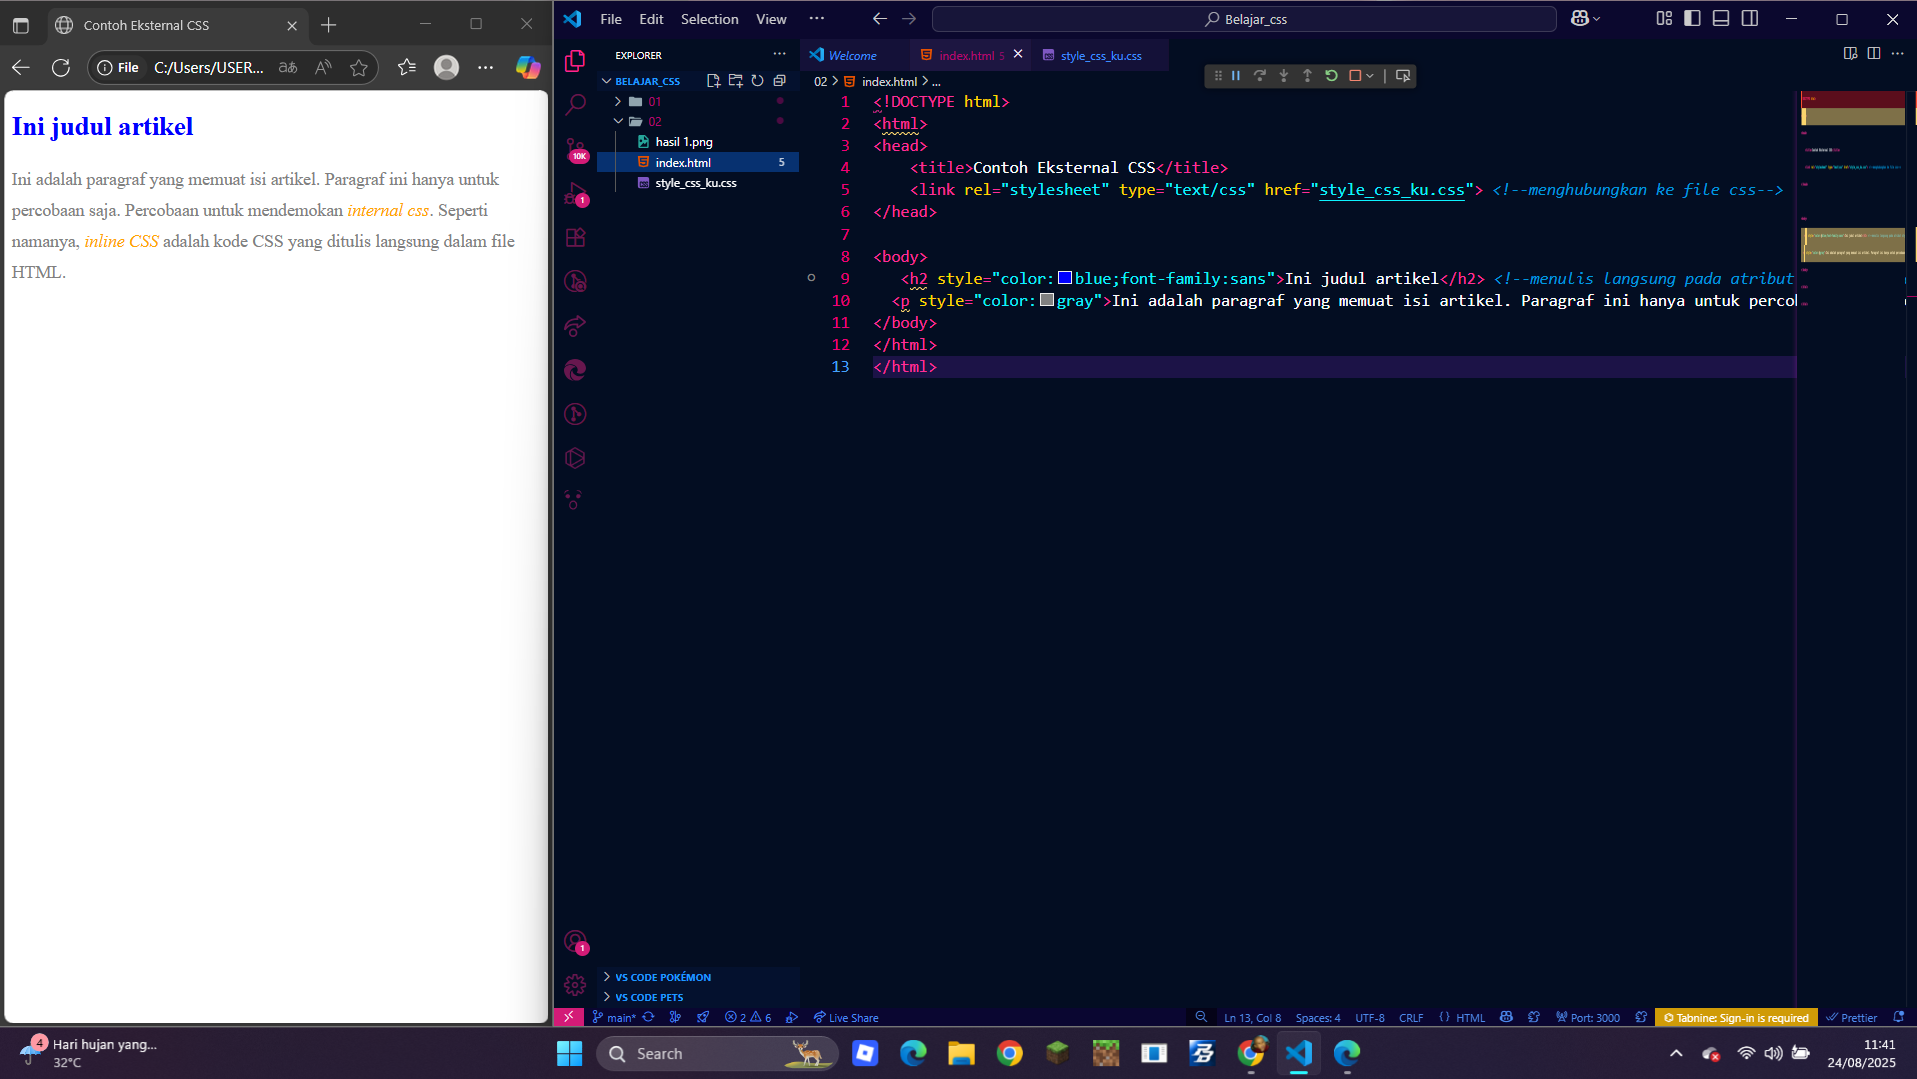 Contoh Eksternal CSS
File
C:/Users/USER...
Ini judul artikel
Ini adalah paragraf yang memuat isi artikel. Paragraf ini hanya untuk
percobaan saja. Percobaan untuk mendemokan internal css. Seperti
namanya, inline CSS adalah kode CSS yang ditulis langsung dalam file
HTML.
File Edit Selection View ...
Belajar_css
EXPLORER
BELAJAR_CSS
01
02
hasil 1.png
index.html 5
style_css_ku.css
10K
1
1
VS CODE POKÉMON
VS CODE PETS
Welcome
index.html 5
style_css_ku.css
02 > index.html > ...
1 <!DOCTYPE html>
2 <html>
3 <head>
4 <title>Contoh Eksternal CSS</title>
5 <link rel="stylesheet" type="text/css" href="style_css_ku.css"> <!--menghubungkan ke file css-->
6 </head>
7
8 <body>
9 <h2 style="color:blue;font-family:sans">Ini judul artikel</h2> <!--menulis langsung pada atribut
10 <p style="color:gray">Ini adalah paragraf yang memuat isi artikel. Paragraf ini hanya untuk percob
11 </body>
12 </html>
13 </html>
main* 2 6 Live Share
Ln 13, Col 8 Spaces: 4 UTF-8 CRLF {} HTML Port: 3000 Tabnine: Sign-in is required Prettier
4
Hari hujan yang...
32°C
Search
11:41
24/08/2025